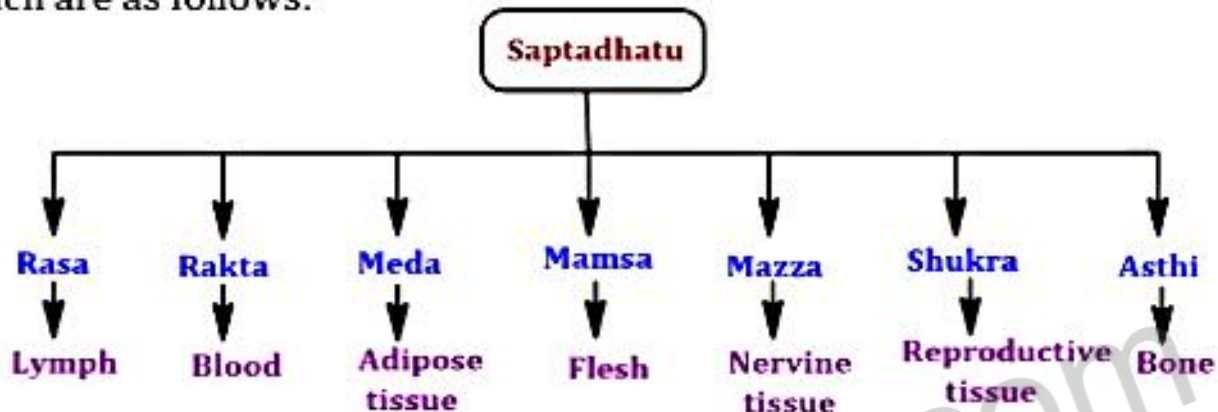 are as follows:
Saptadhatu
Rasa Rakta Meda Mamsa Mazza Shukra Asthi
Lymph Blood Adipose tissue Flesh Nervine tissue Reproductive tissue Bone
com